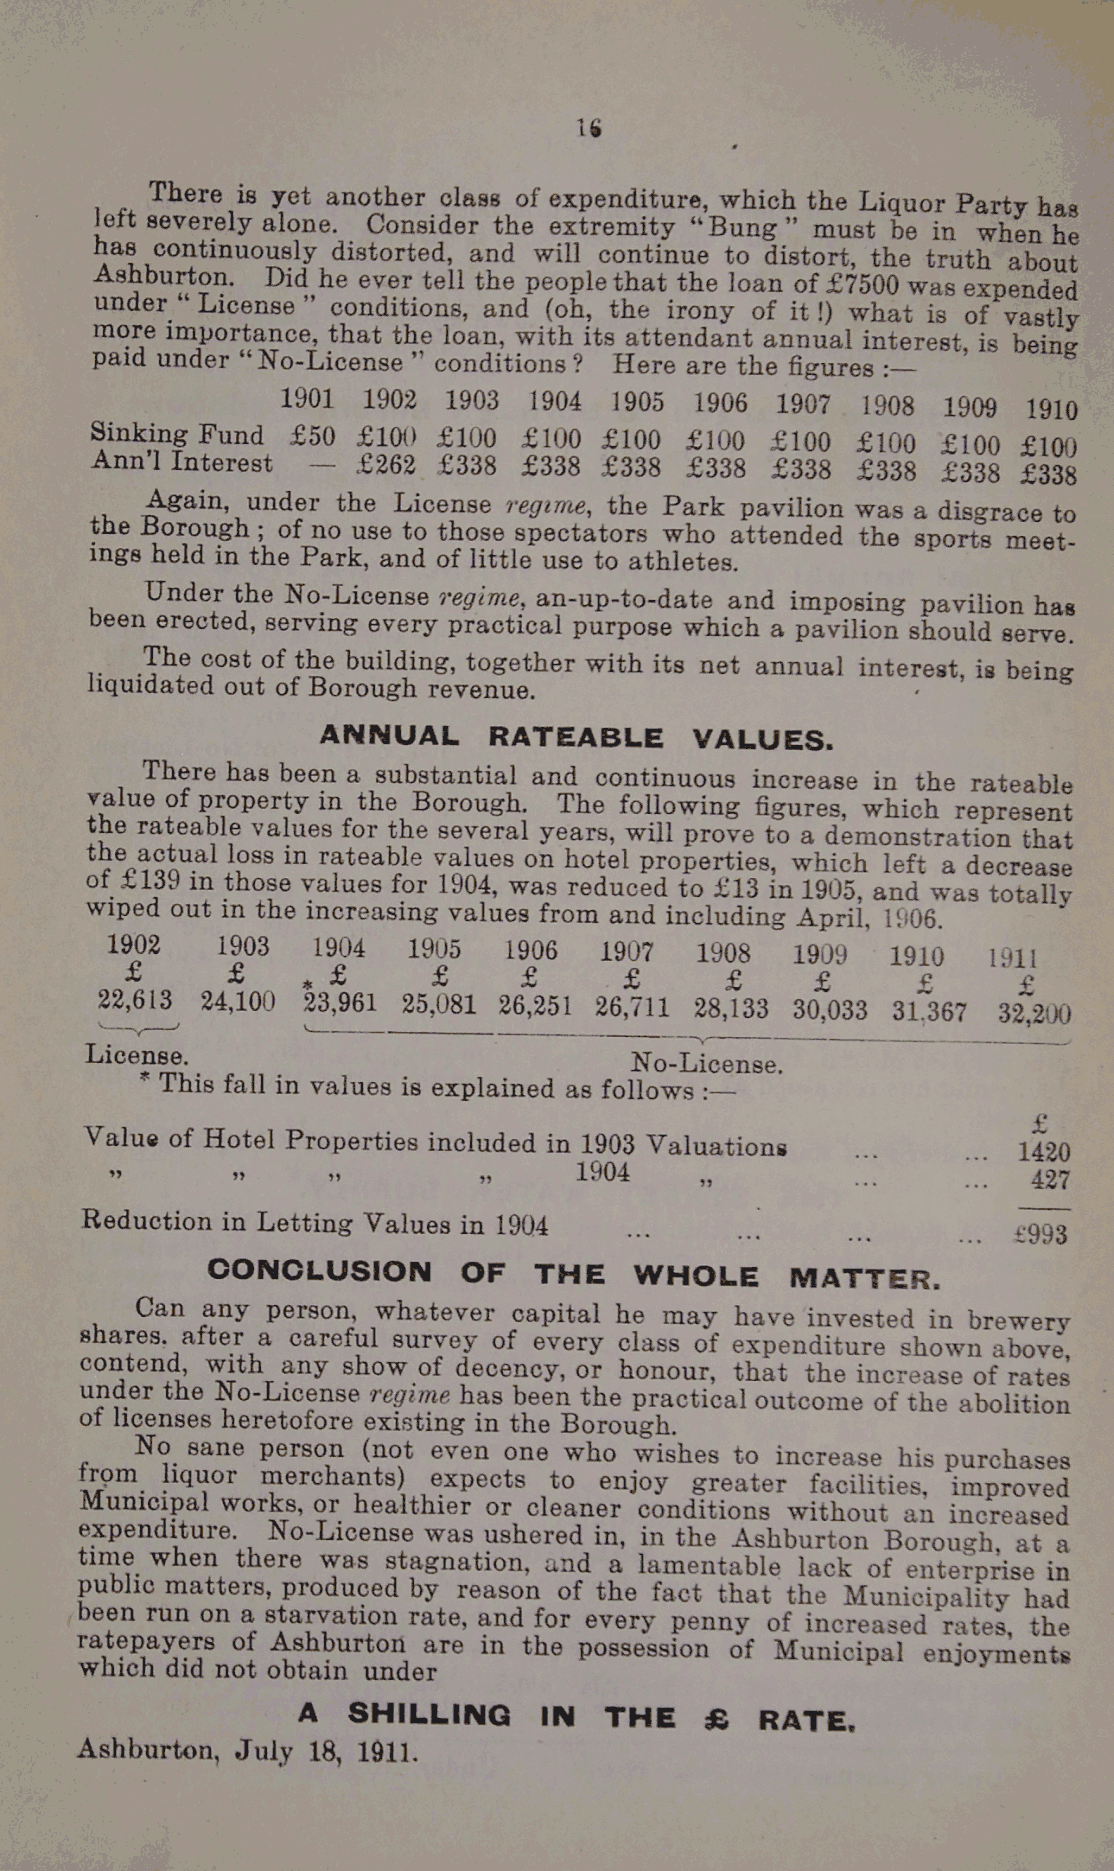 16
There is yet another class of expenditure, which the Liquor Party has
left severely alone. Consider the extremity "Bung" must be in when he
has continuously distorted, and will continue to distort, the truth about
Ashburton. Did he ever tell the people that the loan of £7500 was expended
under "License" conditions, and (oh, the irony of it!) what is of vastly
more importance, that the loan, with its attendant annual interest, is being
paid under "No-License" conditions? Here are the figures :—
1901 1902 1903 1904 1905 1906 1907 1908 1909 1910
Sinking Fund £50 £100 £100 £100 £100 £100 £100 £100 £100 £100
Ann'l Interest — £262 £338 £338 £338 £338 £338 £338 £338 £338
Again, under the License regime, the Park pavilion was a disgrace to
the Borough; of no use to those spectators who attended the sports meet-
ings held in the Park, and of little use to athletes.
Under the No-License regime, an-up-to-date and imposing pavilion has
been erected, serving every practical purpose which a pavilion should serve.
The cost of the building, together with its net annual interest, is being
liquidated out of Borough revenue.
ANNUAL RATEABLE VALUES.
There has been a substantial and continuous increase in the rateable
value of property in the Borough. The following figures, which represent
the rateable values for the several years, will prove to a demonstration that
the actual loss in rateable values on hotel properties, which left a decrease
of £139 in those values for 1904, was reduced to £13 in 1905, and was totally
wiped out in the increasing values from and including April, 1906.
1902 1903 1904 1905 1906 1907 1908 1909 1910 1911
£ £ * £ £ £ £ £ £ £ £
22,613 24,100 23,961 25,081 26,251 26,711 28,133 30,033 31,367 32,200
License. No-License.
* This fall in values is explained as follows :—
£
Value of Hotel Properties included in 1903 Valuations ... ... 1420
" " " " 1904 " ... ... 427
Reduction in Letting Values in 1904 ... ... ... ... £993
CONCLUSION OF THE WHOLE MATTER.
Can any person, whatever capital he may have invested in brewery
shares, after a careful survey of every class of expenditure shown above,
contend, with any show of decency, or honour, that the increase of rates
under the No-License regime has been the practical outcome of the abolition
of licenses heretofore existing in the Borough.
No sane person (not even one who wishes to increase his purchases
from liquor merchants) expects to enjoy greater facilities, improved
Municipal works, or healthier or cleaner conditions without an increased
expenditure. No-License was ushered in, in the Ashburton Borough, at a
time when there was stagnation, and a lamentable lack of enterprise in
public matters, produced by reason of the fact that the Municipality had
been run on a starvation rate, and for every penny of increased rates, the
ratepayers of Ashburton are in the possession of Municipal enjoyments
which did not obtain under
A SHILLING IN THE £ RATE.
Ashburton, July 18, 1911.